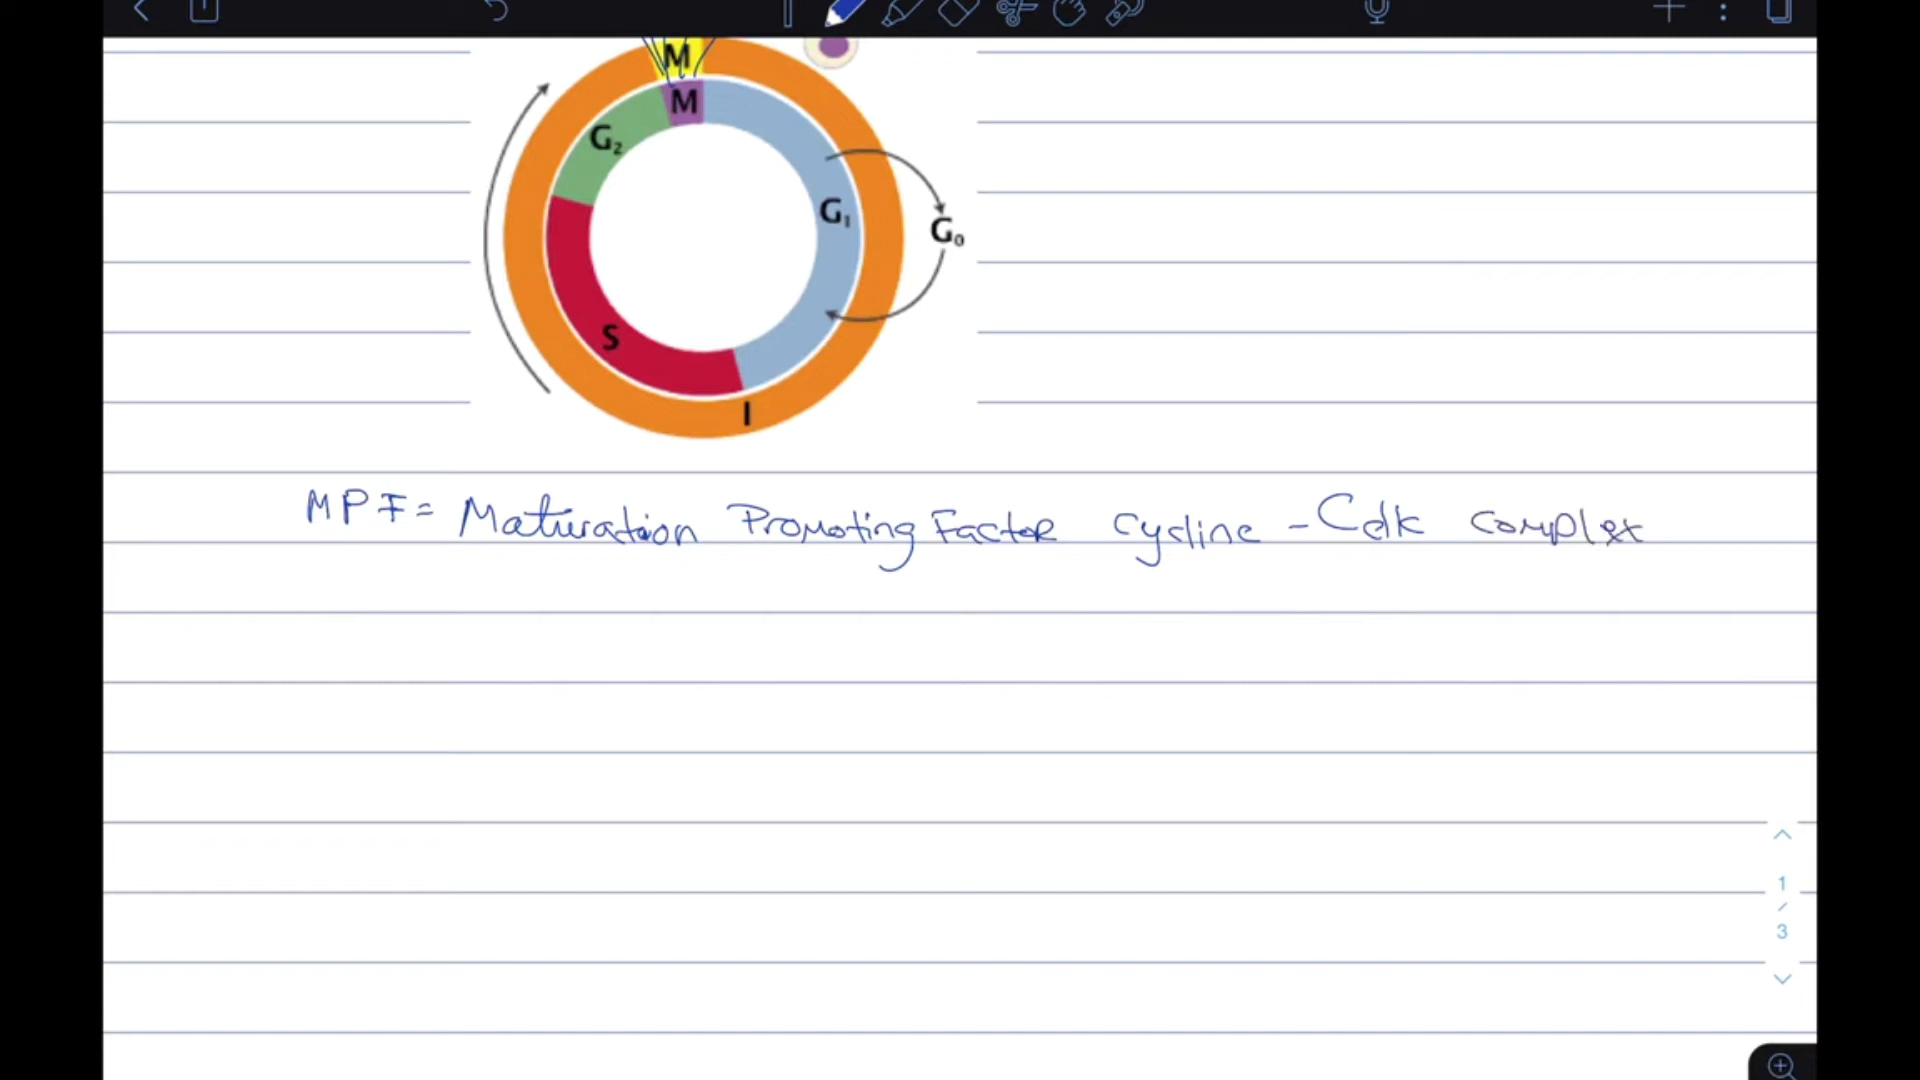 M
M
G₂
G₁
G₀
S
I
MPF = Maturation Promoting Factor cycline - Cdk complex
1
/
3